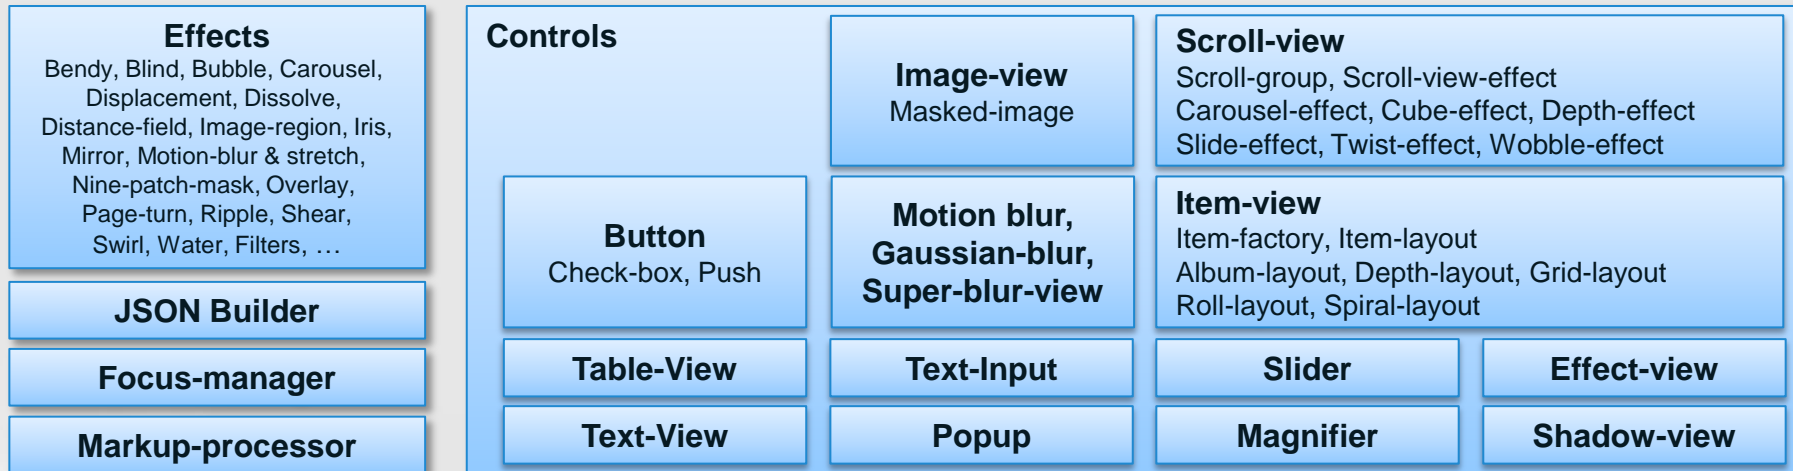 Effects
Bendy, Blind, Bubble, Carousel,
Displacement, Dissolve,
Distance-field, Image-region, Iris,
Mirror, Motion-blur & stretch,
Nine-patch-mask, Overlay,
Page-turn, Ripple, Shear,
Swirl, Water, Filters, …
JSON Builder
Focus-manager
Markup-processor
Controls
Image-view
Masked-image
Scroll-view
Scroll-group, Scroll-view-effect
Carousel-effect, Cube-effect, Depth-effect
Slide-effect, Twist-effect, Wobble-effect
Button
Check-box, Push
Motion blur,
Gaussian-blur,
Super-blur-view
Item-view
Item-factory, Item-layout
Album-layout, Depth-layout, Grid-layout
Roll-layout, Spiral-layout
Table-View
Text-Input
Slider
Effect-view
Text-View
Popup
Magnifier
Shadow-view